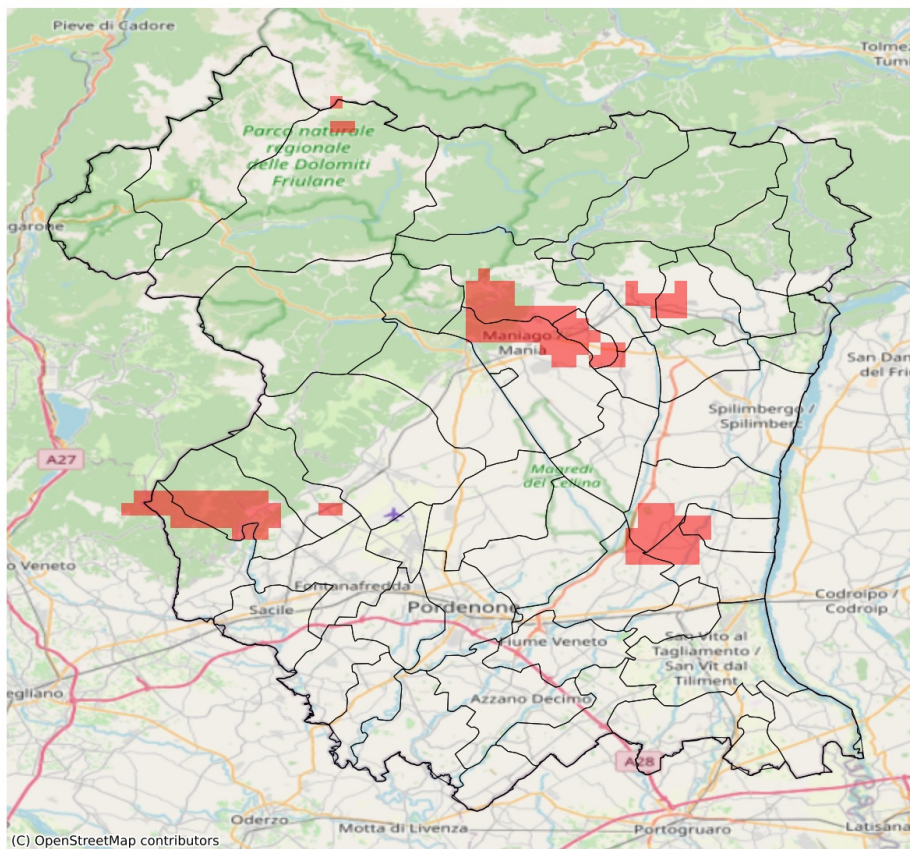 Pieve di Cadore
Tolmez
Tume
Parco naturale
regionale
delle Dolomiti
Friulane
garone
Maniago /
Mania
San Dan
del Friu
Spilimbergo /
Spilimberc
A27
Magredi
del Cellina
o Veneto
Fontanafredda
Sacile
Pordenone
Codroipo /
Codroip
Fiume Veneto
San Vito al
Tagliamento /
San Vit dal
Tiliment
egliano
Azzano Decimo
A28
Oderzo
Motta di Livenza
Portogruaro
Latisana
(C) OpenStreetMap contributors